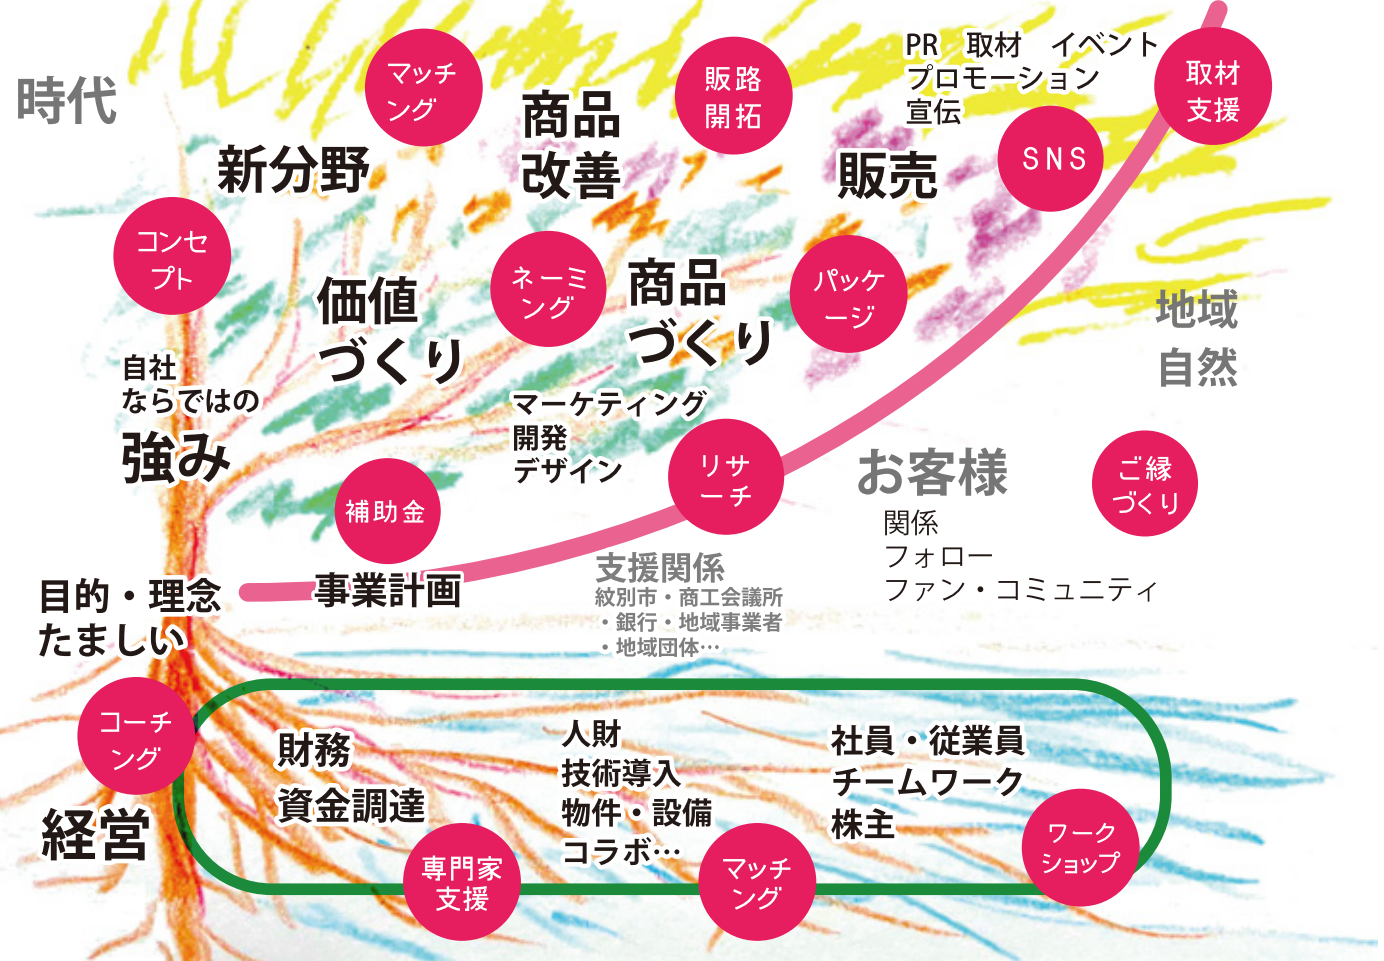 時代
マッチ
ング
新分野
商品
改善
販路
開拓
PR　取材　イベント
プロモーション
宣伝
取材
支援
SNS
販売
コンセ
プト
価値
づくり
ネーミ
ング
商品
づくり
パッケ
ージ
地域
自然
自社
ならではの
強み
マーケティング
開発
デザイン
リサ
ーチ
補助金
お客様
関係
フォロー
ファン・コミュニティ
ご縁
づくり
目的・理念
たましい
事業計画
支援関係
紋別市・商工会議所
・銀行・地域事業者
・地域団体…
コーチ
ング
経営
財務
資金調達
専門家
支援
人財
技術導入
物件・設備
コラボ…
マッチ
ング
社員・従業員
チームワーク
株主
ワーク
ショップ